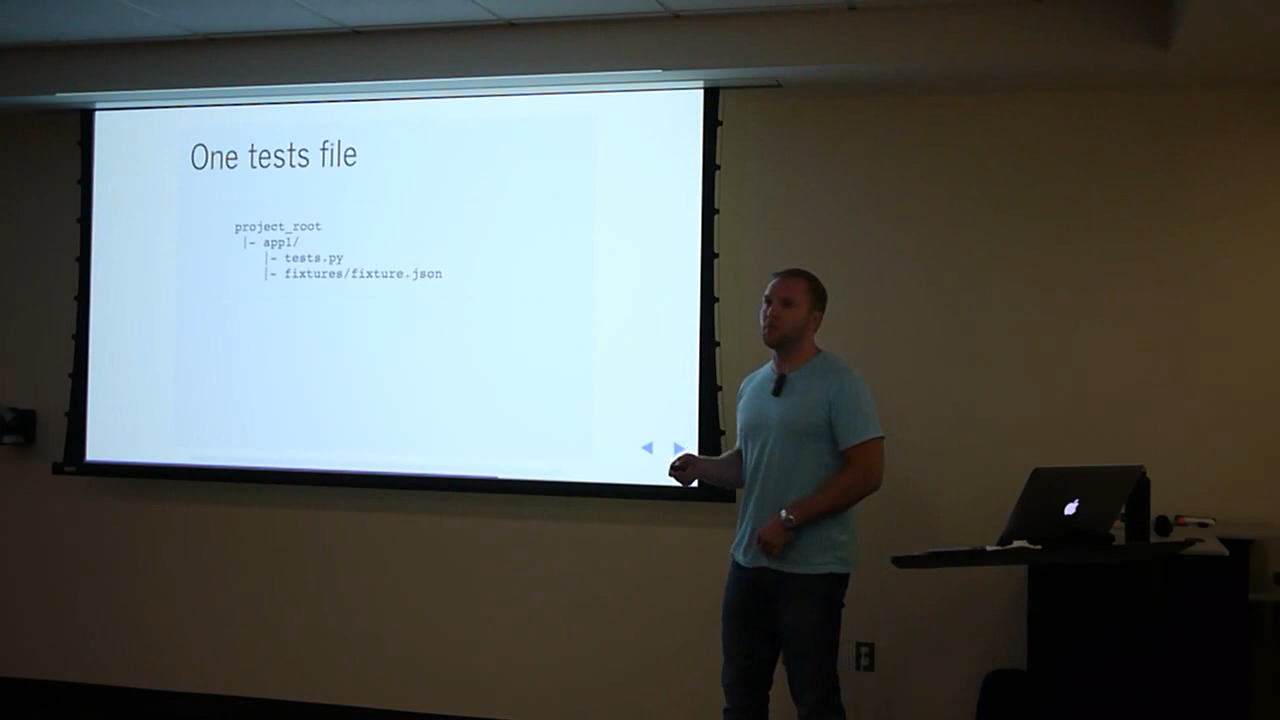 One tests file
project_root
|- app1/
|- tests.py
|- fixtures/fixture.json